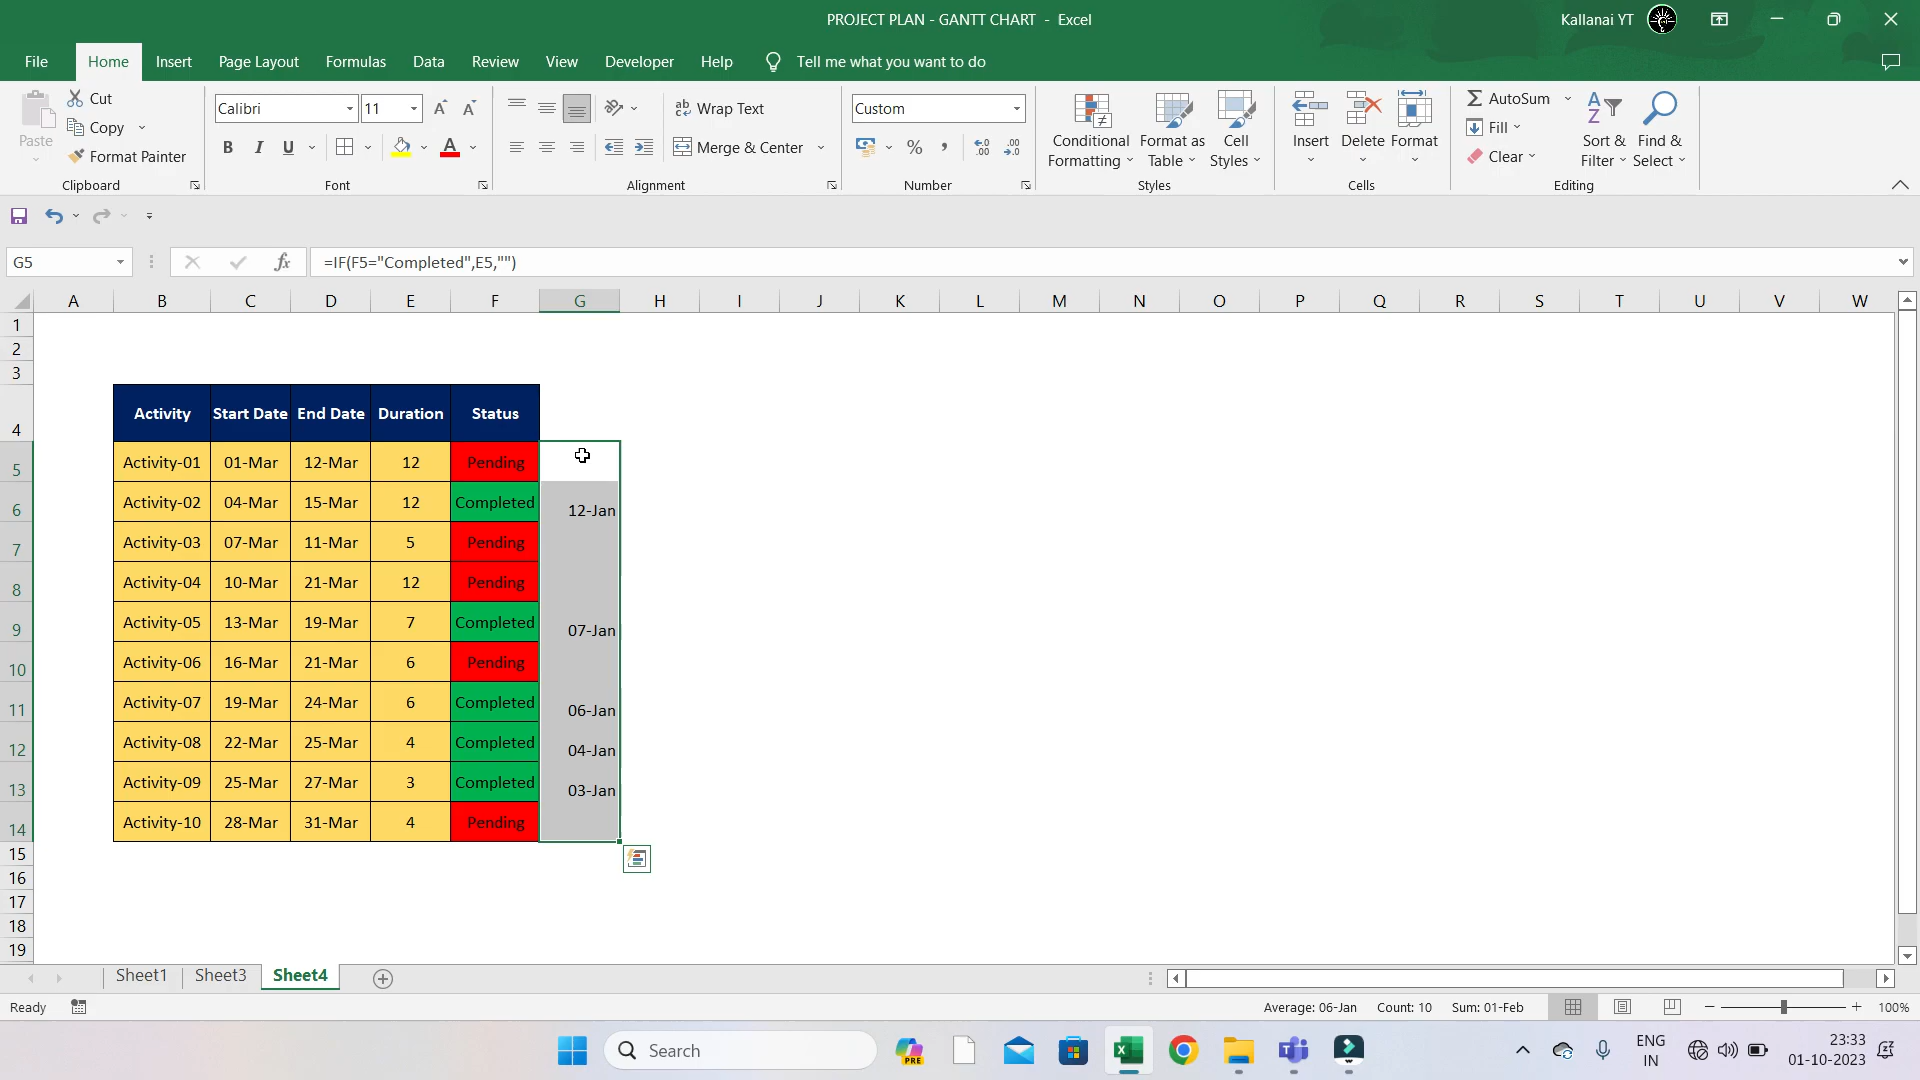 PROJECT PLAN - GANTT CHART - Excel
Kallanai YT
File Home Insert Page Layout Formulas Data Review View Developer Help Tell me what you want to do
Paste
Cut
Copy
Format Painter
Clipboard
Calibri 11
B I U
Font
Wrap Text
Merge & Center
Alignment
Custom
Number
Conditional Formatting
Format as Table
Cell Styles
Styles
Insert Delete Format
Cells
AutoSum
Fill
Clear
Sort & Filter
Find & Select
Editing
G5
=IF(F5="Completed",E5,"")
A B C D E F G H I J K L M N O P Q R S T U V W
1
2
3
4 Activity Start Date End Date Duration Status
5 Activity-01 01-Mar 12-Mar 12 Pending
6 Activity-02 04-Mar 15-Mar 12 Completed 12-Jan
7 Activity-03 07-Mar 11-Mar 5 Pending
8 Activity-04 10-Mar 21-Mar 12 Pending
9 Activity-05 13-Mar 19-Mar 7 Completed 07-Jan
10 Activity-06 16-Mar 21-Mar 6 Pending
11 Activity-07 19-Mar 24-Mar 6 Completed 06-Jan
12 Activity-08 22-Mar 25-Mar 4 Completed 04-Jan
13 Activity-09 25-Mar 27-Mar 3 Completed 03-Jan
14 Activity-10 28-Mar 31-Mar 4 Pending
15
16
17
18
19
Sheet1 Sheet3 Sheet4
Ready
Average: 06-Jan Count: 10 Sum: 01-Feb
100%
Search
PRE
ENG
IN
23:33
01-10-2023